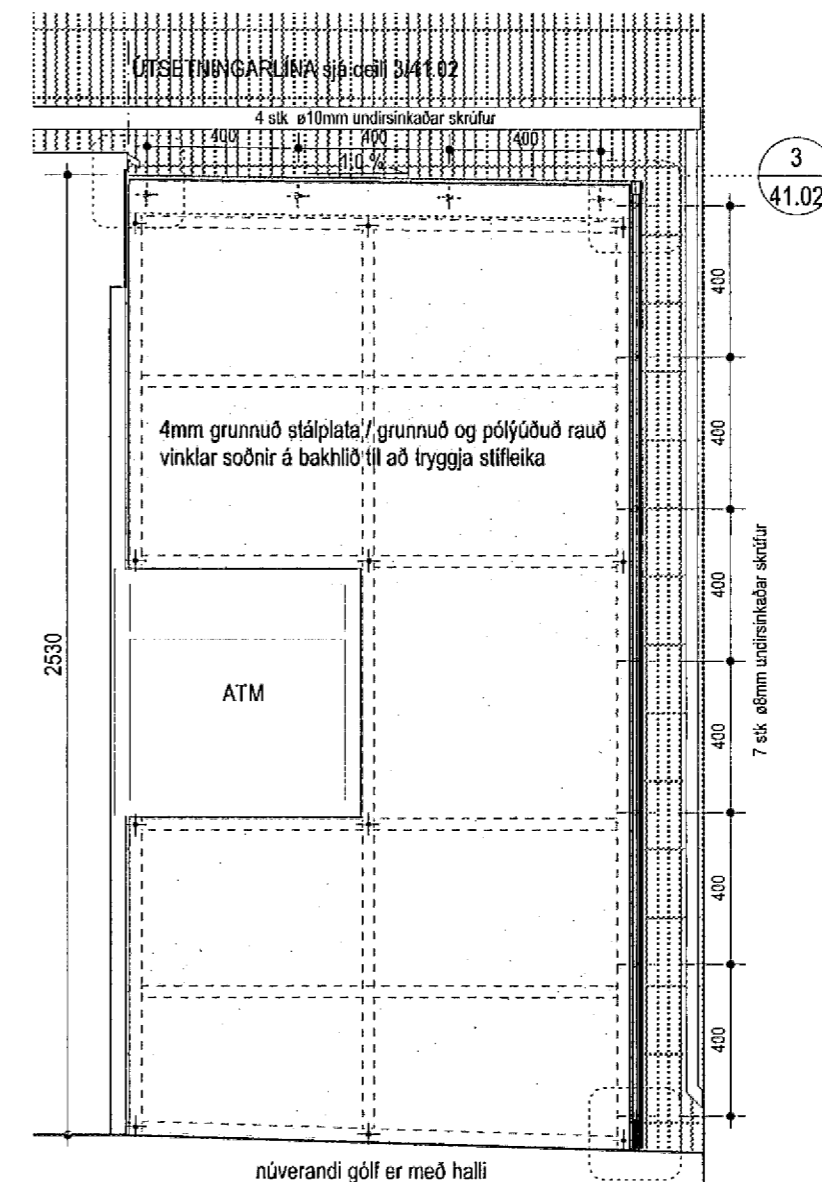 ÚTSETNINGARLÍNA sjá deili 3/41.02
4 stk ø10mm undirsinkaðar skrúfur
400 400 400
1.0 %
3
41.02
400
400
4mm grunnuð stálplata / grunnuð og pólýúðuð rauð
vinklar soðnir á bakhlið til að tryggja stífleika
400
7 stk ø8mm undirsinkaðar skrúfur
2530
ATM
400
400
400
núverandi gólf er með halli